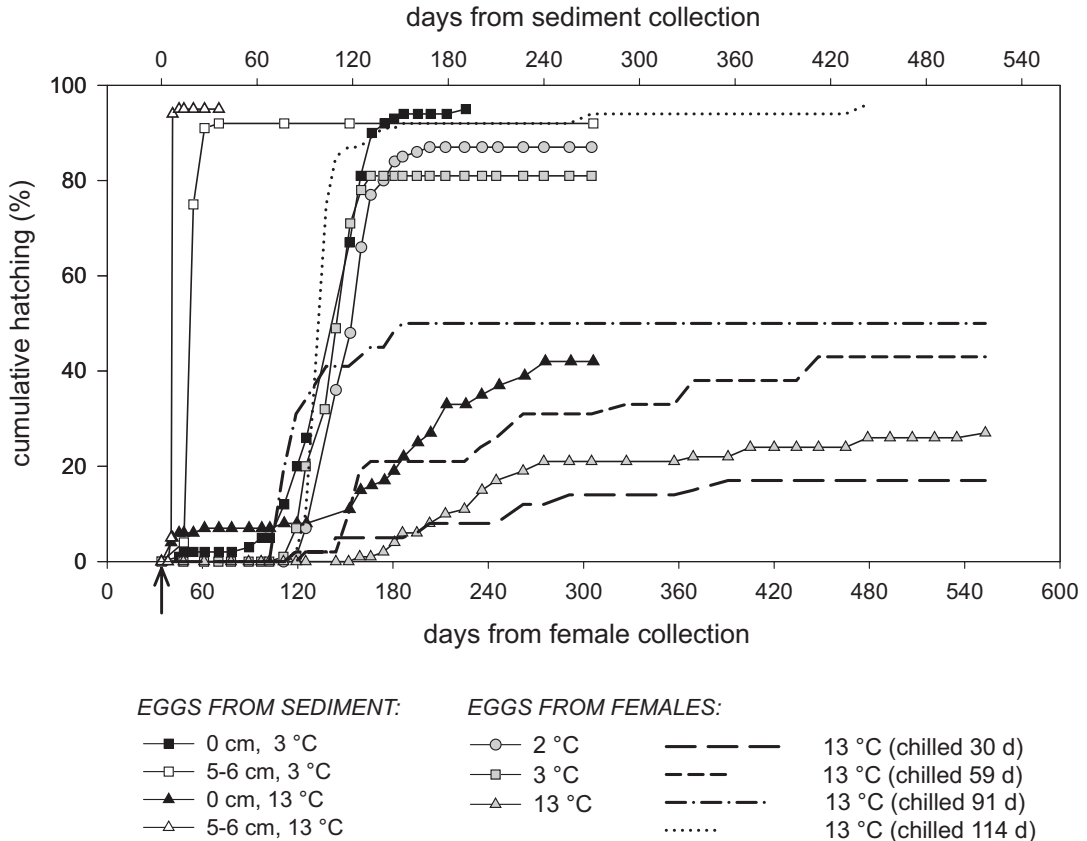 days from sediment collection
0 60 120 180 240 300 360 420 480 540
100
80
60
40
20
0
cumulative hatching (%)
0 60 120 180 240 300 360 420 480 540 600
days from female collection
EGGS FROM SEDIMENT:
0 cm, 3 °C
5-6 cm, 3 °C
0 cm, 13 °C
5-6 cm, 13 °C
EGGS FROM FEMALES:
2 °C
3 °C
13 °C
13 °C (chilled 30 d)
13 °C (chilled 59 d)
13 °C (chilled 91 d)
13 °C (chilled 114 d)